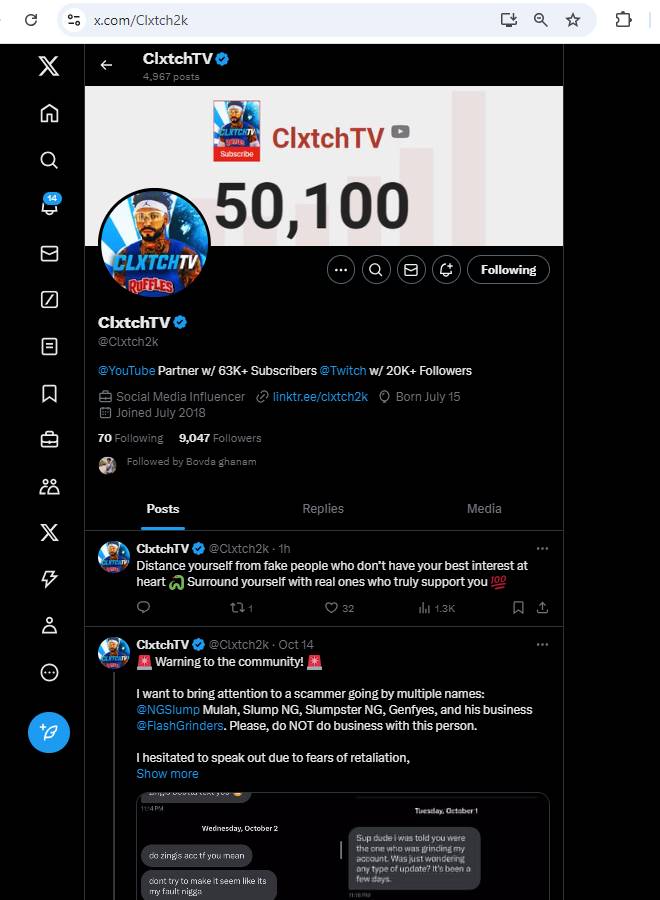 x.com/Clxtch2k
ClxtchTV
4,967 posts
CLXTCHTV
Subscribe
ClxtchTV
50,100
CLXTCHTV
RUFFLES
Following
ClxtchTV
@Clxtch2k
@YouTube Partner w/ 63K+ Subscribers @Twitch w/ 20K+ Followers
Social Media Influencer linktr.ee/clxtch2k Born July 15
Joined July 2018
70 Following 9,047 Followers
Followed by Bovda ghanam
14
Posts Replies Media
ClxtchTV @Clxtch2k · 1h
Distance yourself from fake people who don't have your best interest at
heart 🐍 Surround yourself with real ones who truly support you 💯
1 32 1.3K
ClxtchTV @Clxtch2k · Oct 14
🚨 Warning to the community! 🚨
I want to bring attention to a scammer going by multiple names:
@NGSlump Mulah, Slump NG, Slumpster NG, Genfyes, and his business
@FlashGrinders. Please, do NOT do business with this person.
I hesitated to speak out due to fears of retaliation,
Show more
11:14 PM
Wednesday, October 2
do zingis acc tf you mean
dont try to make it seem like its
my fault nigga
Tuesday, October 1
Sup dude i was told you were
the one who was grinding my
account. Was just wondering
any type of update? It's been a
few days.
11:18 PM